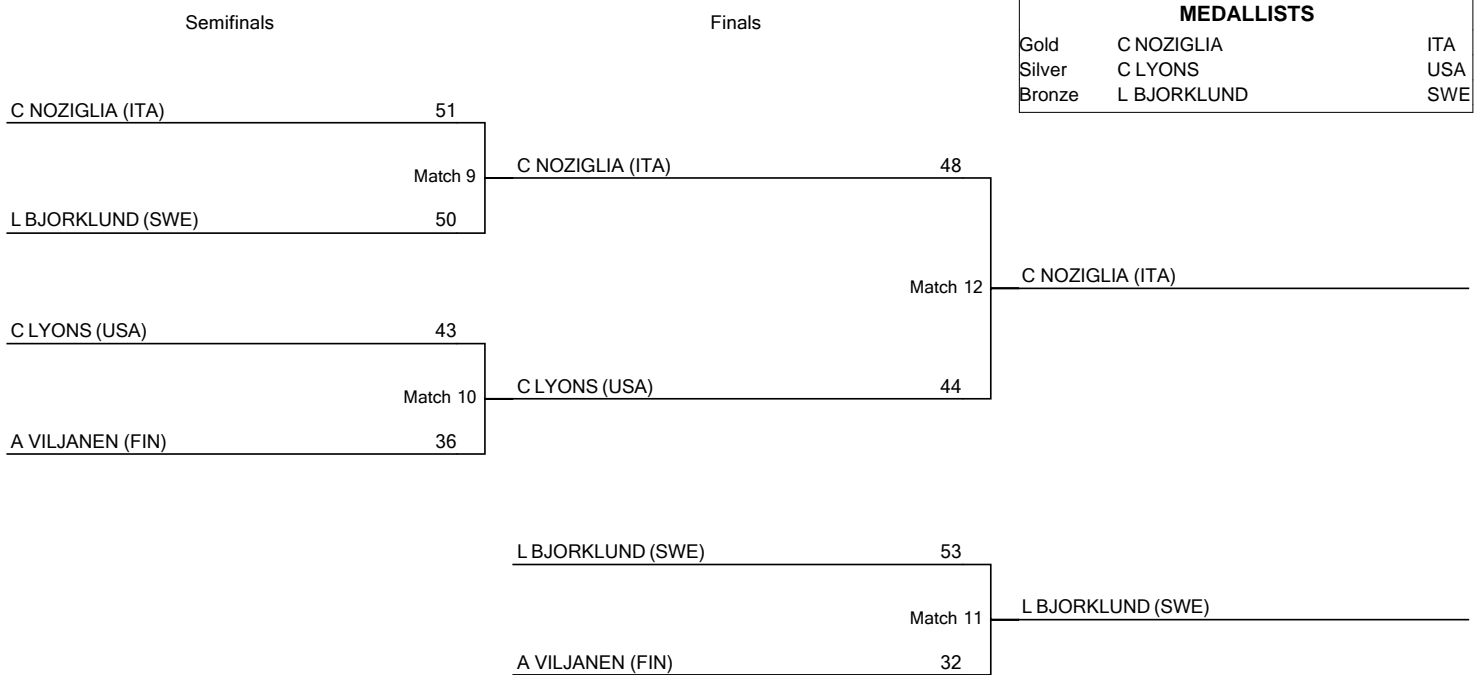 Semifinals Finals
MEDALLISTS
Gold C NOZIGLIA ITA
Silver C LYONS USA
Bronze L BJORKLUND SWE
C NOZIGLIA (ITA) 51
Match 9
C NOZIGLIA (ITA) 48
L BJORKLUND (SWE) 50
Match 12
C NOZIGLIA (ITA)
C LYONS (USA) 43
Match 10
C LYONS (USA) 44
A VILJANEN (FIN) 36
L BJORKLUND (SWE) 53
Match 11
L BJORKLUND (SWE)
A VILJANEN (FIN) 32